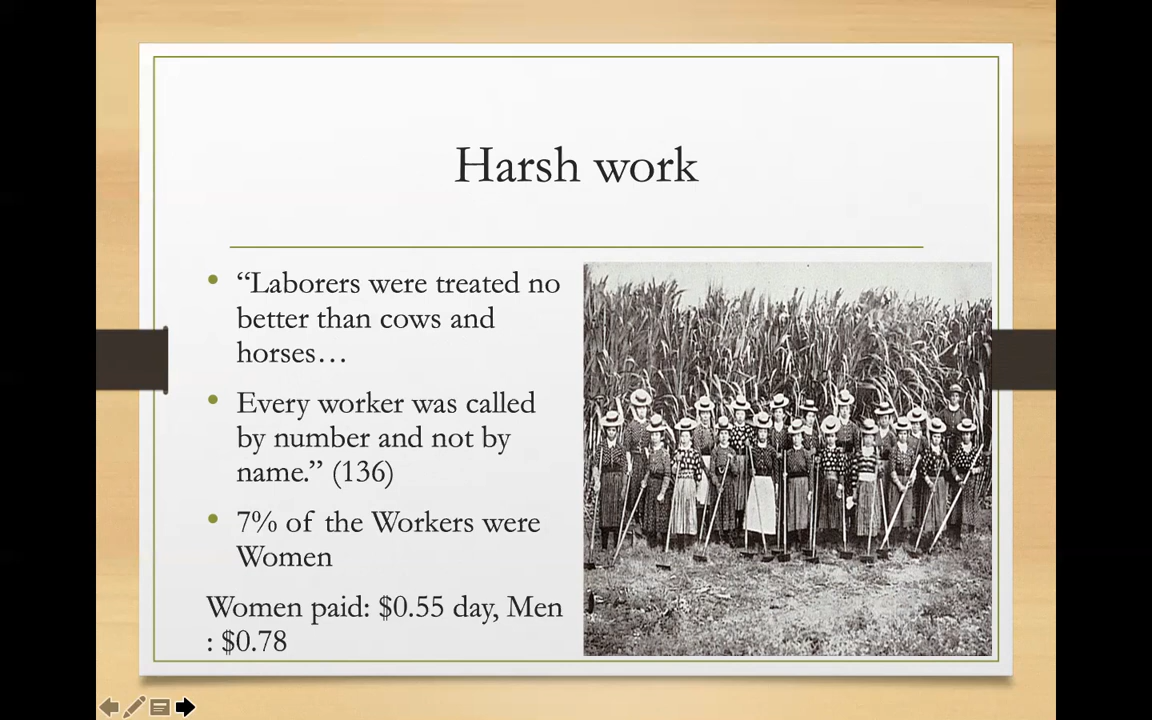 Harsh work
“Laborers were treated no
better than cows and
horses…
Every worker was called
by number and not by
name.” (136)
7% of the Workers were
Women
Women paid: $0.55 day, Men
: $0.78